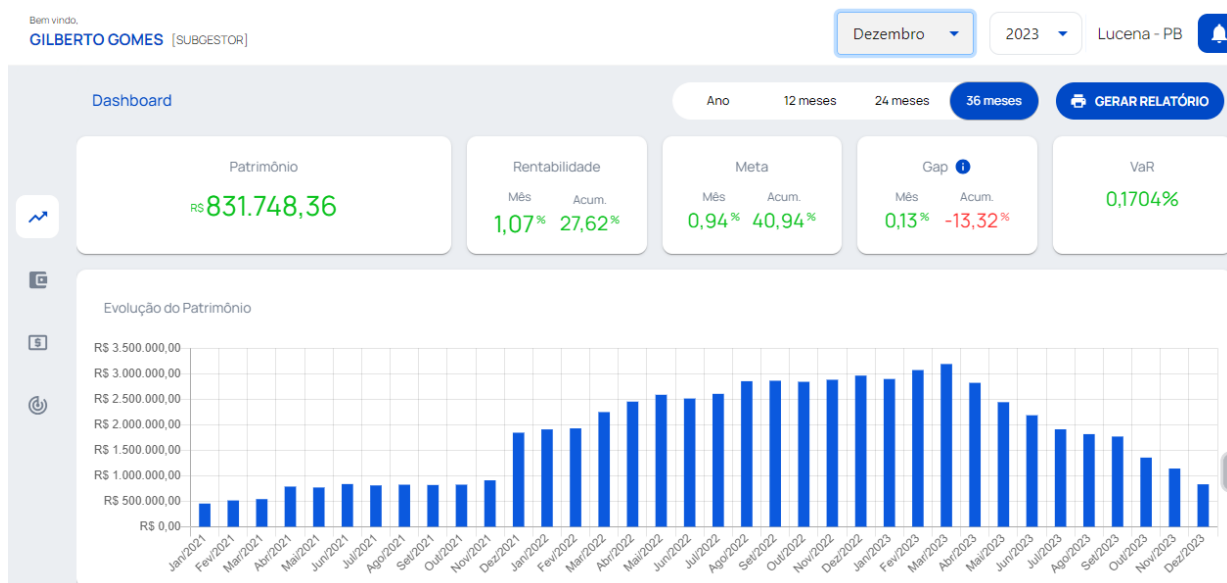 Bem vindo,
GILBERTO GOMES [SUBGESTOR]
Dezembro
2023
Lucena - PB
Dashboard
Ano
12 meses
24 meses
36 meses
GERAR RELATÓRIO
Patrimônio
R$ 831.748,36
Rentabilidade
Mês Acum.
1,07% 27,62%
Meta
Mês Acum.
0,94% 40,94%
Gap
Mês Acum.
0,13% -13,32%
VaR
0,1704%
Evolução do Patrimônio
R$ 3.500.000,00
R$ 3.000.000,00
R$ 2.500.000,00
R$ 2.000.000,00
R$ 1.500.000,00
R$ 1.000.000,00
R$ 500.000,00
R$ 0,00
Jan/2021
Fev/2021
Mar/2021
Abr/2021
Mai/2021
Jun/2021
Jul/2021
Ago/2021
Set/2021
Out/2021
Nov/2021
Dez/2021
Jan/2022
Fev/2022
Mar/2022
Abr/2022
Mai/2022
Jun/2022
Jul/2022
Ago/2022
Set/2022
Out/2022
Nov/2022
Dez/2022
Jan/2023
Fev/2023
Mar/2023
Abr/2023
Mai/2023
Jun/2023
Jul/2023
Ago/2023
Set/2023
Out/2023
Nov/2023
Dez/2023